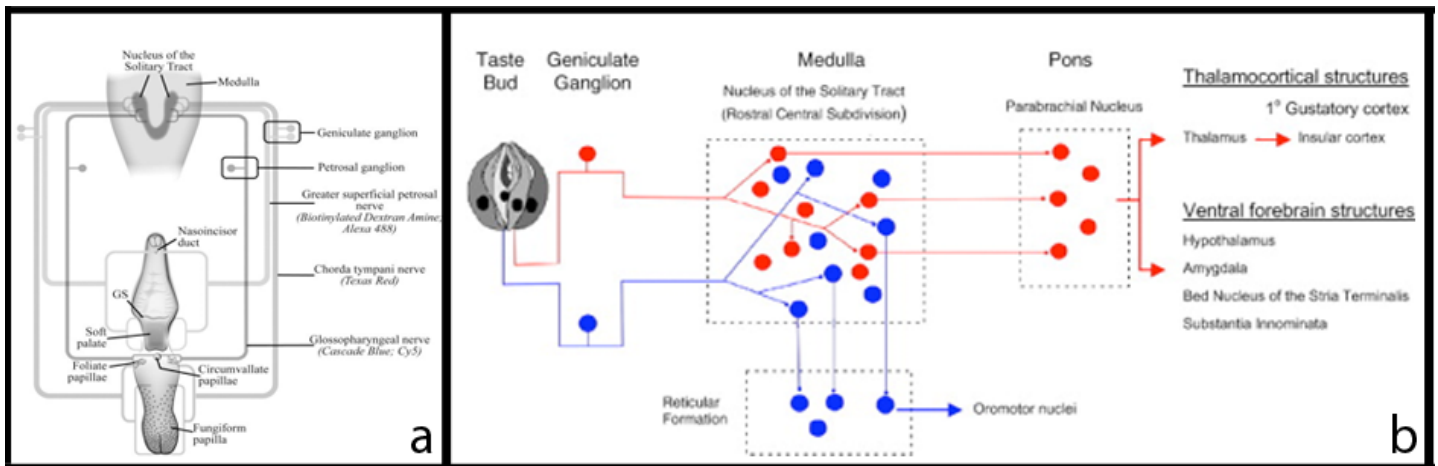 Nucleus of the
Solitary Tract
Medulla
Geniculate ganglion
Petrosal ganglion
Greater superficial petrosal
nerve
(Biotinylated Dextran Amine;
Alexa 488)
Nasoincisor
duct
Chorda tympani nerve
(Texas Red)
GS
Soft
palate
Glossopharyngeal nerve
(Cascade Blue; Cy5)
Foliate
papillae
Circumvallate
papillae
Fungiform
papilla
a
Taste
Bud
Geniculate
Ganglion
Medulla
Nucleus of the Solitary Tract
(Rostral Central Subdivision)
Pons
Parabrachial Nucleus
Thalamocortical structures
1° Gustatory cortex
Thalamus Insular cortex
Ventral forebrain structures
Hypothalamus
Amygdala
Bed Nucleus of the Stria Terminalis
Substantia Innominata
Reticular
Formation
Oromotor nuclei
b